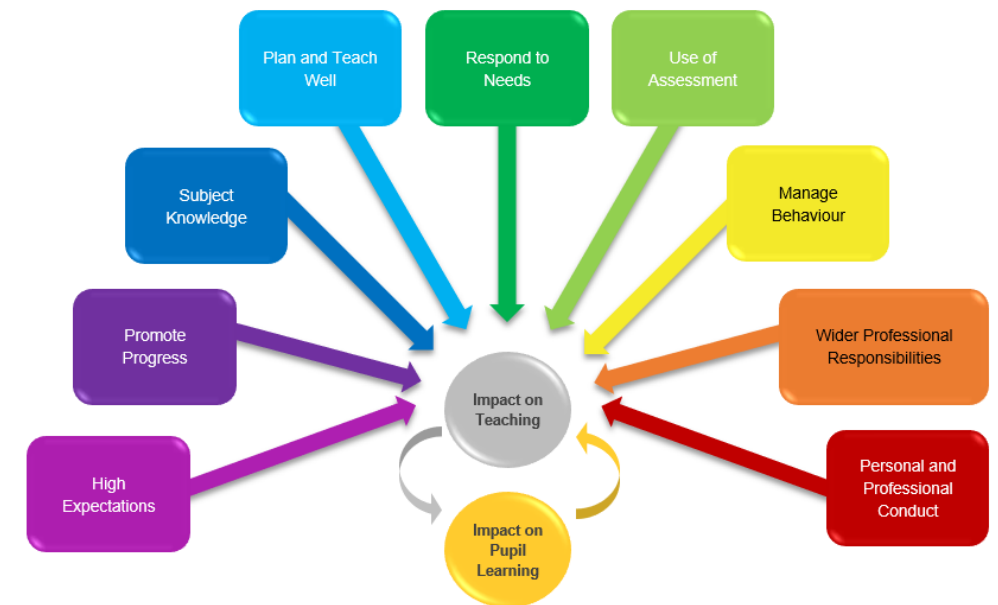 Plan and Teach
Well
Respond to
Needs
Use of
Assessment
Subject
Knowledge
Manage
Behaviour
Promote
Progress
Wider Professional
Responsibilities
High
Expectations
Personal and
Professional
Conduct
Impact on
Teaching
Impact on
Pupil
Learning